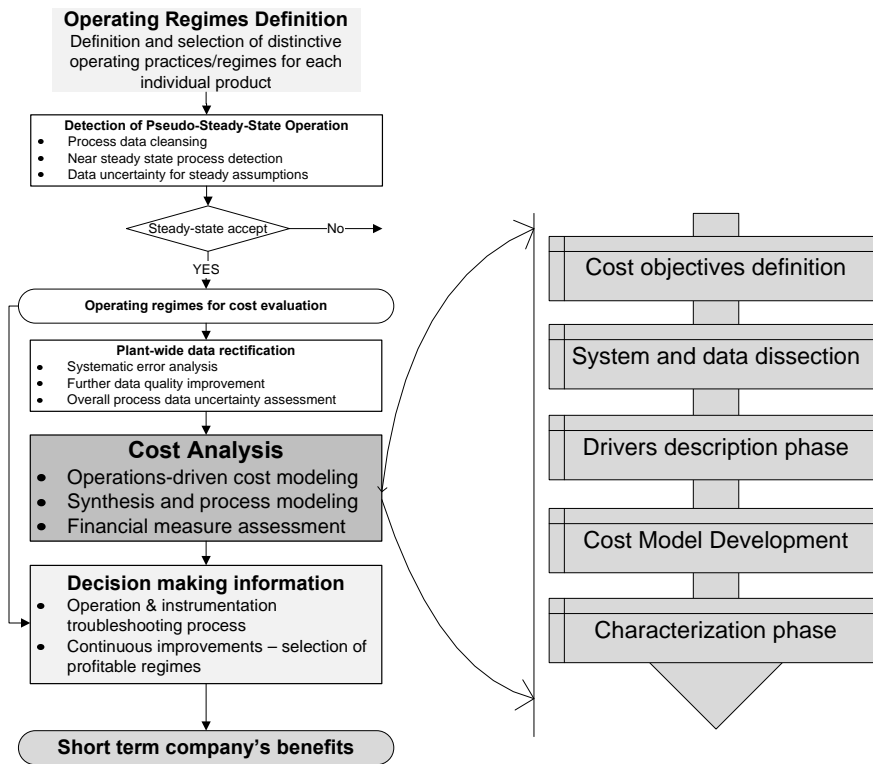 Operating Regimes Definition
Definition and selection of distinctive
operating practices/regimes for each
individual product
Detection of Pseudo-Steady-State Operation
• Process data cleansing
• Near steady state process detection
• Data uncertainty for steady assumptions
Steady-state accept
No
YES
Operating regimes for cost evaluation
Plant-wide data rectification
• Systematic error analysis
• Further data quality improvement
• Overall process data uncertainty assessment
Cost Analysis
• Operations-driven cost modeling
• Synthesis and process modeling
• Financial measure assessment
Decision making information
• Operation & instrumentation
troubleshooting process
• Continuous improvements – selection of
profitable regimes
Short term company’s benefits
Cost objectives definition
System and data dissection
Drivers description phase
Cost Model Development
Characterization phase